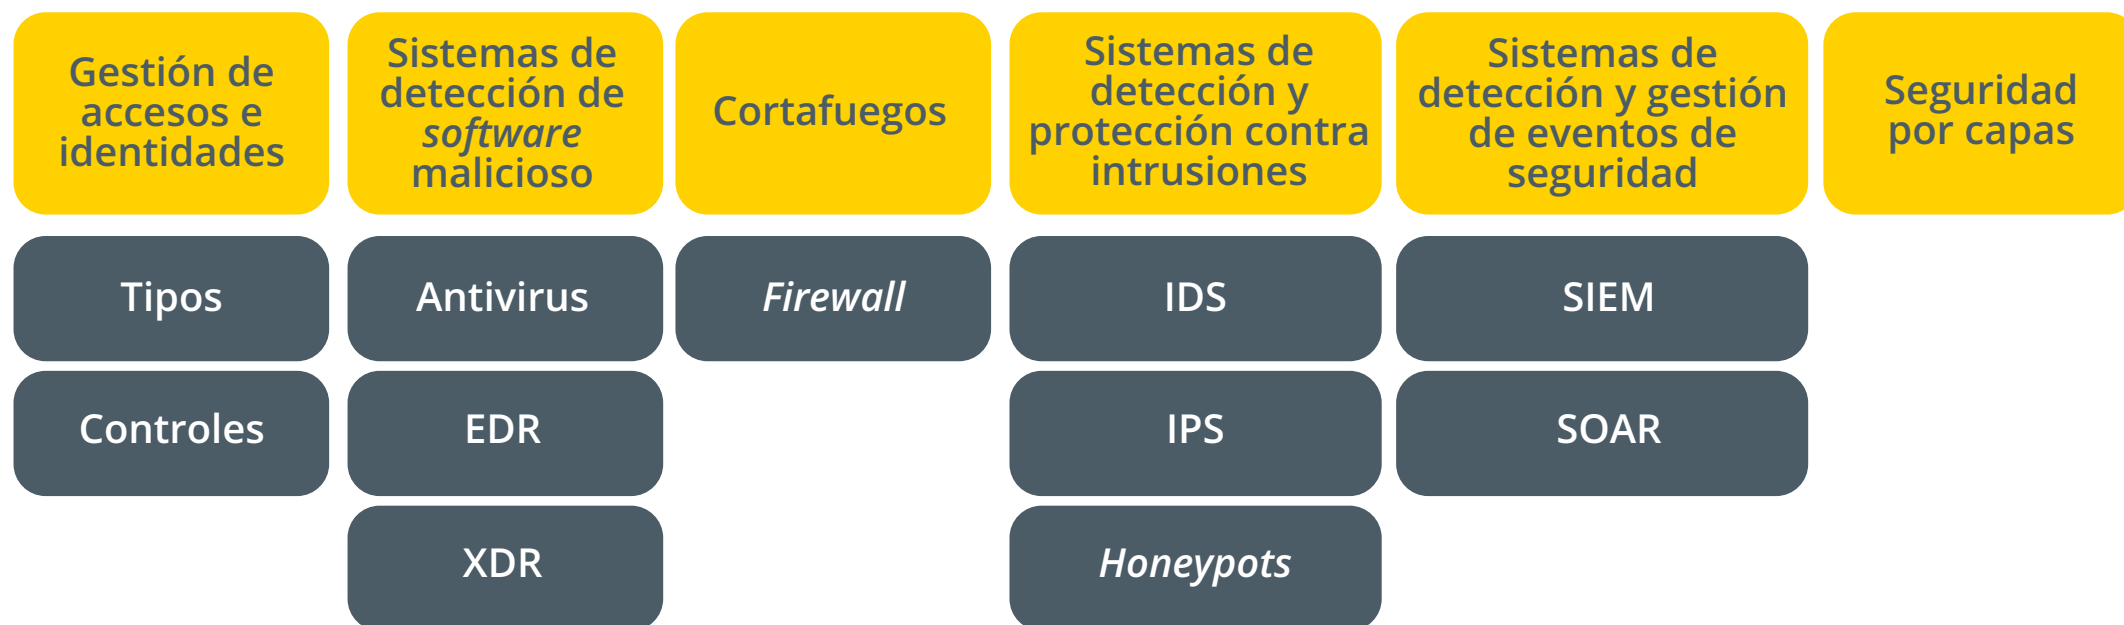 Gestión de
accesos e
identidades
Sistemas de
detección de
software
malicioso
Cortafuegos
Sistemas de
detección y
protección contra
intrusiones
Sistemas de
detección y gestión
de eventos de
seguridad
Seguridad
por capas
Tipos
Antivirus
Firewall
IDS
SIEM
Controles
EDR
IPS
SOAR
XDR
Honeypots